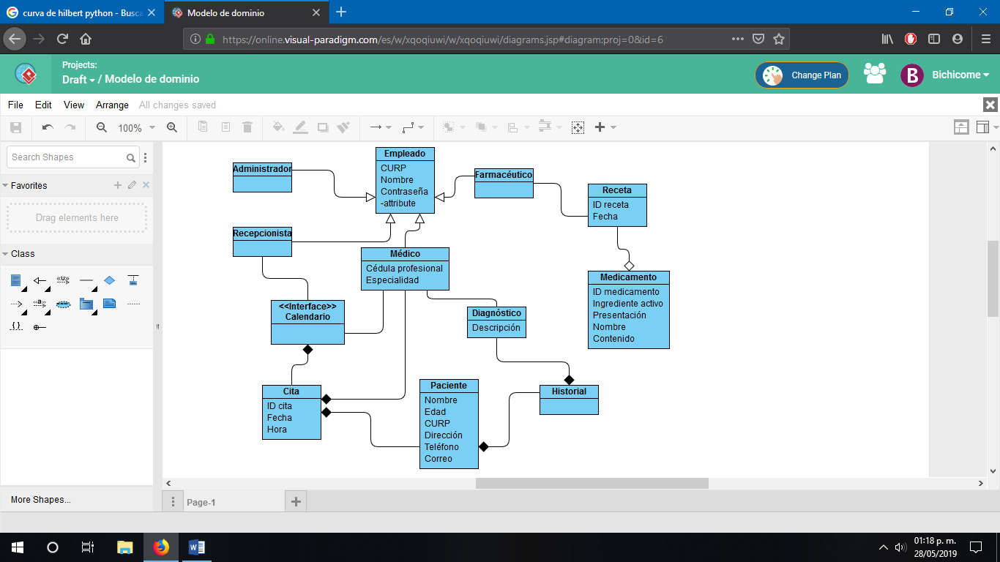 curva de hilbert python - Busca
Modelo de dominio
https://online.visual-paradigm.com/es/w/xqoqiuwi/w/xqoqiuwi/diagrams.jsp#diagram:proj=0&id=6
Projects:
Draft / Modelo de dominio
Change Plan
B
Bichicome
File Edit View Arrange All changes saved
100%
Search Shapes
Favorites
Drag elements here
Class
<<u>>
<<a>>
{ }
More Shapes...
Administrador
Empleado
CURP
Nombre
Contraseña
-attribute
Farmacéutico
Receta
ID receta
Fecha
Recepcionista
Médico
Cédula profesional
Especialidad
Medicamento
ID medicamento
Ingrediente activo
Presentación
Nombre
Contenido
<<Interface>>
Calendario
Diagnóstico
Descripción
Cita
ID cita
Fecha
Hora
Paciente
Nombre
Edad
CURP
Dirección
Teléfono
Correo
Historial
Page-1
01:18 p. m.
28/05/2019